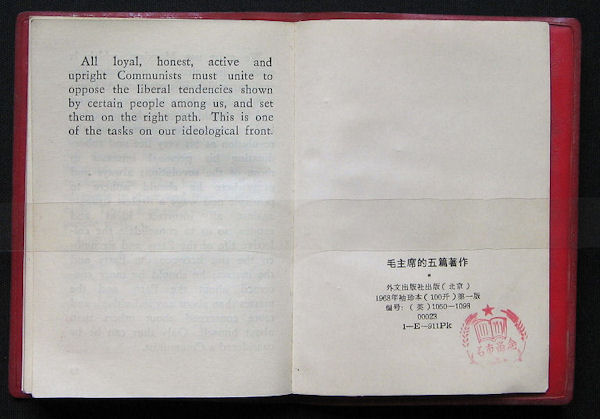 All loyal, honest, active and
upright Communists must unite to
oppose the liberal tendencies shown
by certain people among us, and set
them on the right path. This is one
of the tasks on our ideological front.
毛主席的五篇著作
外文出版社出版（北京）
1968年袖珍本（100开）第一版
编号：（英）1050—1098
00023
1—E—911Pk